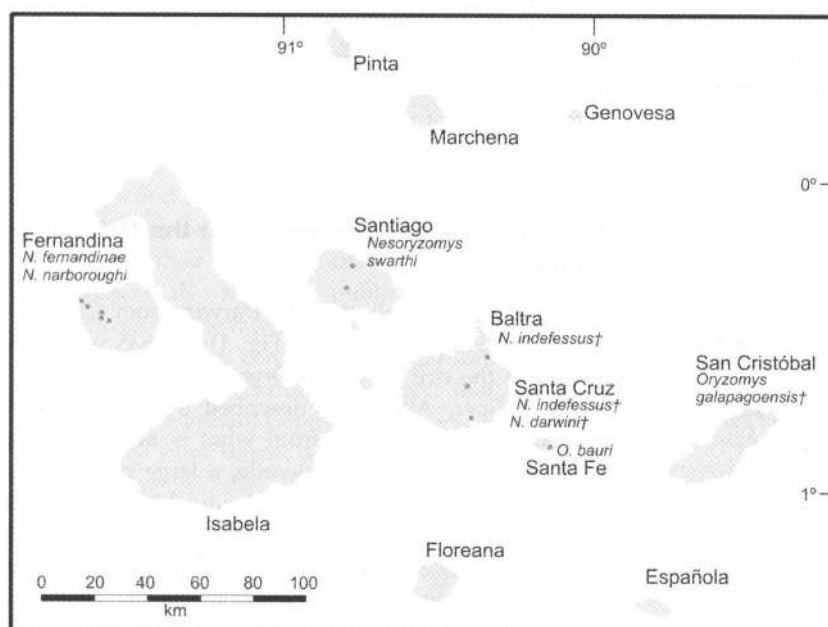 91º
90º
Pinta
Genovesa
Marchena
0º
Santiago
Nesoryzomys
swarthi
Fernandina
N. fernandinae
N. narboroughi
Baltra
N. indefessus†
San Cristóbal
Oryzomys
galapagoensis†
Santa Cruz
N. indefessus†
N. darwini†
O. bauri
Santa Fe
1º
Isabela
Floreana
Española
0 20 40 60 80 100
km